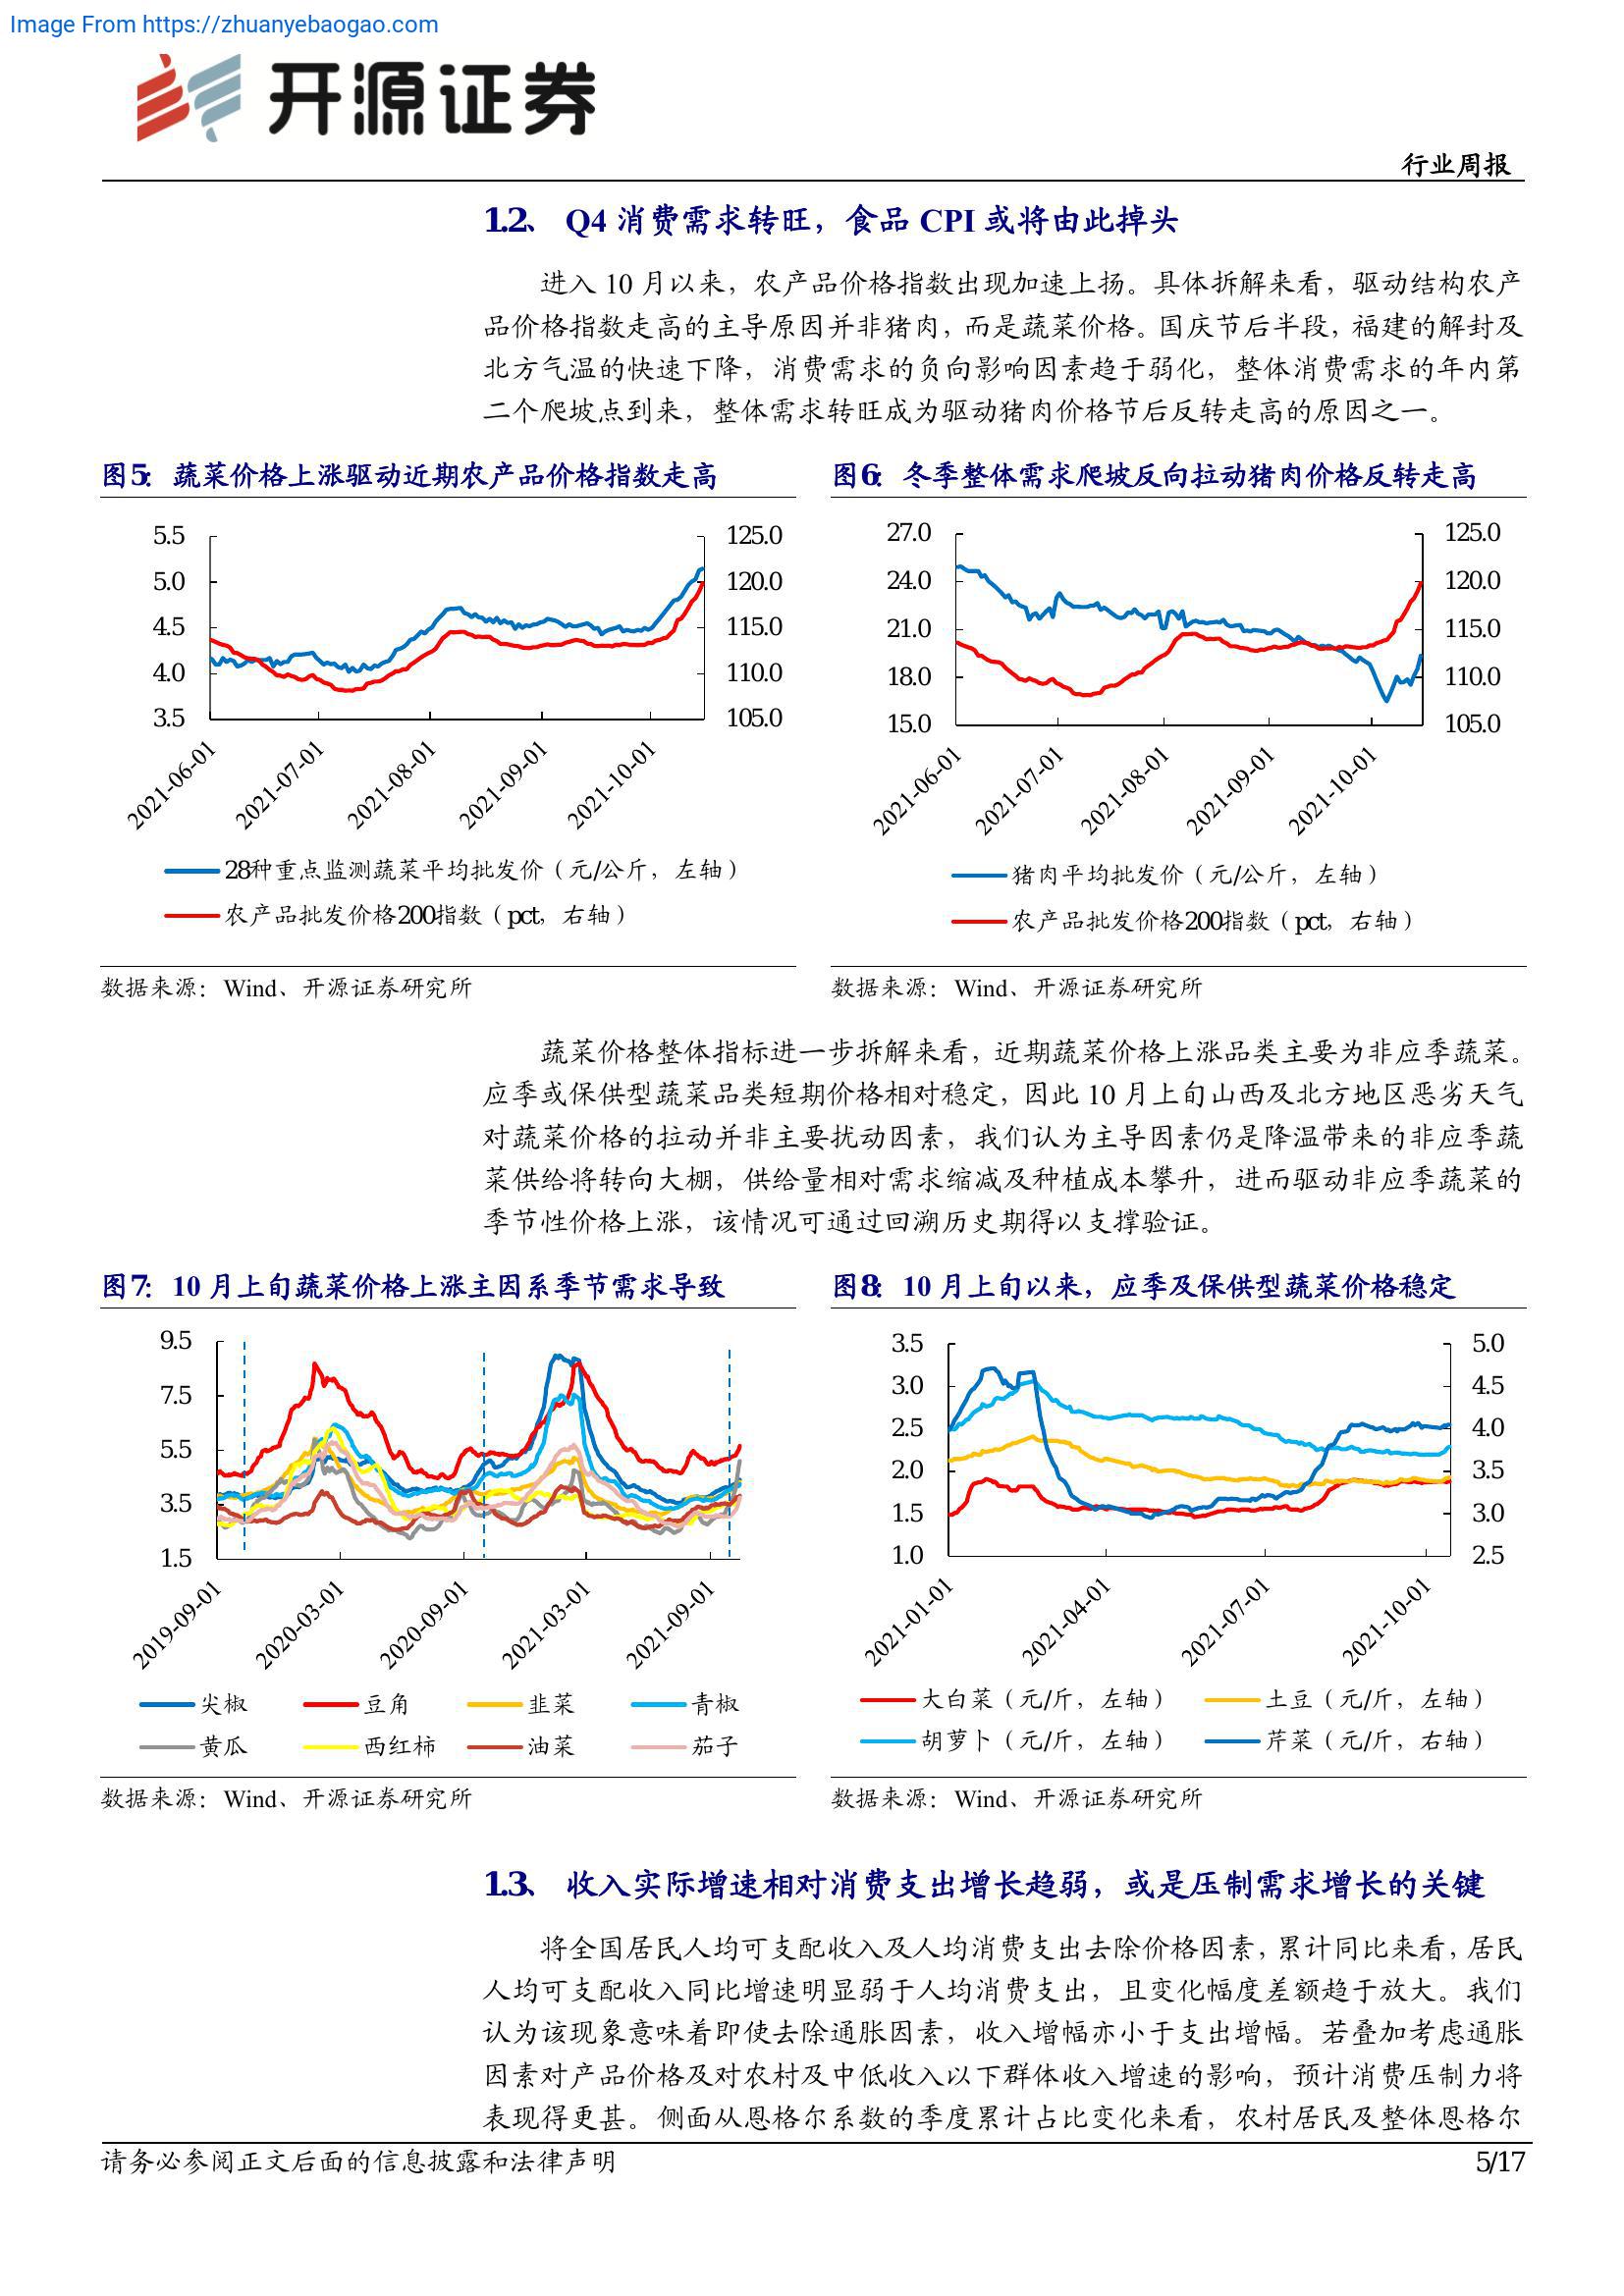 Image From https://zhuanyebaogao.com
开源证券
行业周报
1.2、 Q4 消费需求转旺，食品 CPI 或将由此掉头
进入 10 月以来，农产品价格指数出现加速上扬。具体拆解来看，驱动结构农产
品价格指数走高的主导原因并非猪肉，而是蔬菜价格。国庆节后半段，福建的解封及
北方气温的快速下降，消费需求的负向影响因素趋于弱化，整体消费需求的年内第
二个爬坡点到来，整体需求转旺成为驱动猪肉价格节后反转走高的原因之一。
图5： 蔬菜价格上涨驱动近期农产品价格指数走高
5.5
5.0
4.5
4.0
3.5
125.0
120.0
115.0
110.0
105.0
2021-06-01
2021-07-01
2021-08-01
2021-09-01
2021-10-01
28种重点监测蔬菜平均批发价（元/公斤，左轴）
农产品批发价格200指数（pct，右轴）
数据来源：Wind、开源证券研究所
图6： 冬季整体需求爬坡反向拉动猪肉价格反转走高
27.0
24.0
21.0
18.0
15.0
125.0
120.0
115.0
110.0
105.0
2021-06-01
2021-07-01
2021-08-01
2021-09-01
2021-10-01
猪肉平均批发价（元/公斤，左轴）
农产品批发价格200指数（pct，右轴）
数据来源：Wind、开源证券研究所
蔬菜价格整体指标进一步拆解来看，近期蔬菜价格上涨品类主要为非应季蔬菜。
应季或保供型蔬菜品类短期价格相对稳定，因此 10 月上旬山西及北方地区恶劣天气
对蔬菜价格的拉动并非主要扰动因素，我们认为主导因素仍是降温带来的非应季蔬
菜供给将转向大棚，供给量相对需求缩减及种植成本攀升，进而驱动非应季蔬菜的
季节性价格上涨，该情况可通过回溯历史期得以支撑验证。
图7： 10 月上旬蔬菜价格上涨主因系季节需求导致
9.5
7.5
5.5
3.5
1.5
2019-09-01
2020-03-01
2020-09-01
2021-03-01
2021-09-01
尖椒 豆角 韭菜 青椒
黄瓜 西红柿 油菜 茄子
数据来源：Wind、开源证券研究所
图8： 10 月上旬以来，应季及保供型蔬菜价格稳定
3.5
3.0
2.5
2.0
1.5
1.0
5.0
4.5
4.0
3.5
3.0
2.5
2021-01-01
2021-04-01
2021-07-01
2021-10-01
大白菜（元/斤，左轴） 土豆（元/斤，左轴）
胡萝卜（元/斤，左轴） 芹菜（元/斤，右轴）
数据来源：Wind、开源证券研究所
1.3、 收入实际增速相对消费支出增长趋弱，或是压制需求增长的关键
将全国居民人均可支配收入及人均消费支出去除价格因素，累计同比来看，居民
人均可支配收入同比增速明显弱于人均消费支出，且变化幅度差额趋于放大。我们
认为该现象意味着即使去除通胀因素，收入增幅亦小于支出增幅。若叠加考虑通胀
因素对产品价格及对农村及中低收入以下群体收入增速的影响，预计消费压制力将
表现得更甚。侧面从恩格尔系数的季度累计占比变化来看，农村居民及整体恩格尔
请务必参阅正文后面的信息披露和法律声明
5/17